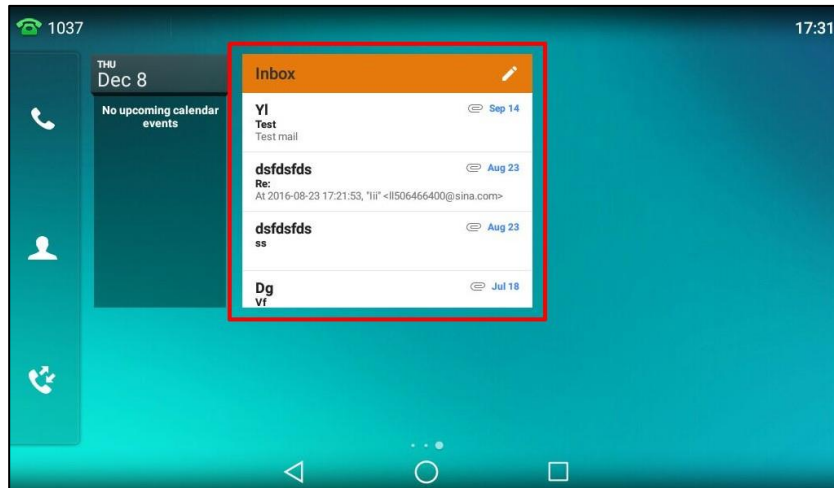 1037
17:31
THU
Dec 8
No upcoming calendar
events
Inbox
Yl
Sep 14
Test
Test mail
dsfdsfds
Aug 23
Re:
At 2016-08-23 17:21:53, "lii" <ll506466400@sina.com>
dsfdsfds
Aug 23
ss
Dg
Jul 18
Vf